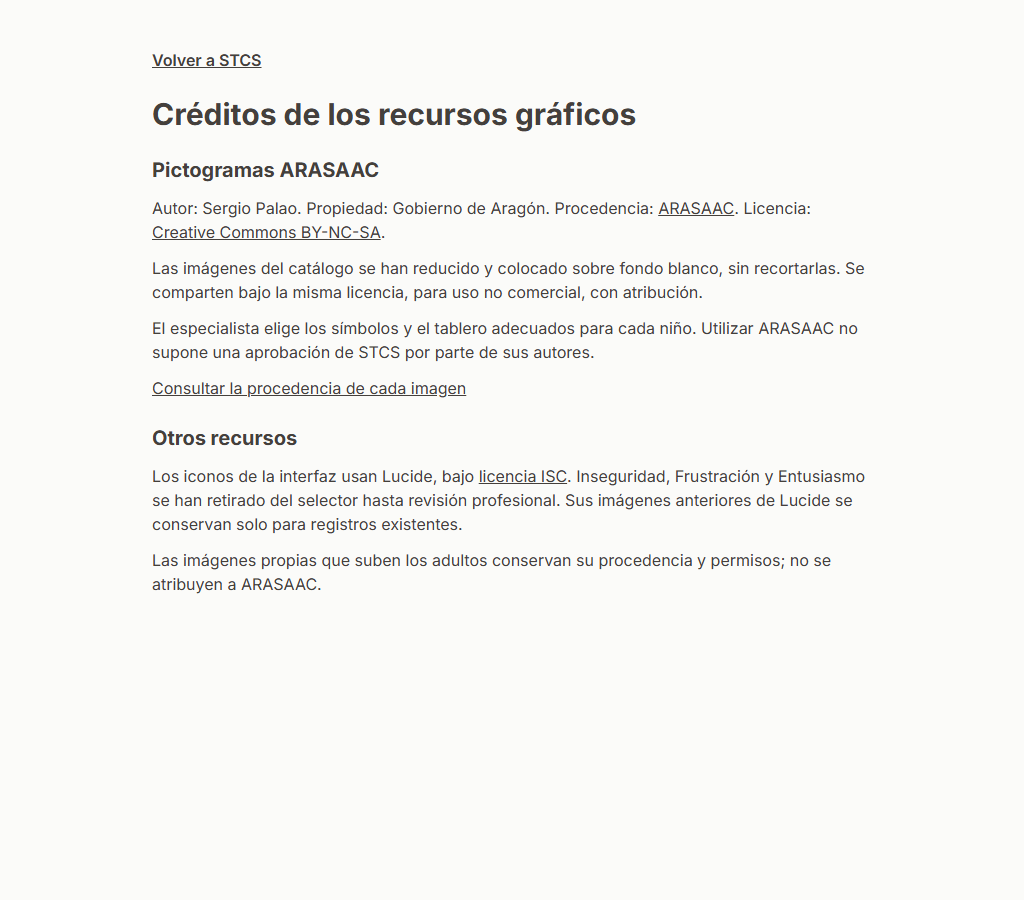 Volver a STCS
Créditos de los recursos gráficos
Pictogramas ARASAAC
Autor: Sergio Palao. Propiedad: Gobierno de Aragón. Procedencia: ARASAAC. Licencia:
Creative Commons BY-NC-SA.
Las imágenes del catálogo se han reducido y colocado sobre fondo blanco, sin recortarlas. Se
comparten bajo la misma licencia, para uso no comercial, con atribución.
El especialista elige los símbolos y el tablero adecuados para cada niño. Utilizar ARASAAC no
supone una aprobación de STCS por parte de sus autores.
Consultar la procedencia de cada imagen
Otros recursos
Los iconos de la interfaz usan Lucide, bajo licencia ISC. Inseguridad, Frustración y Entusiasmo
se han retirado del selector hasta revisión profesional. Sus imágenes anteriores de Lucide se
conservan solo para registros existentes.
Las imágenes propias que suben los adultos conservan su procedencia y permisos; no se
atribuyen a ARASAAC.